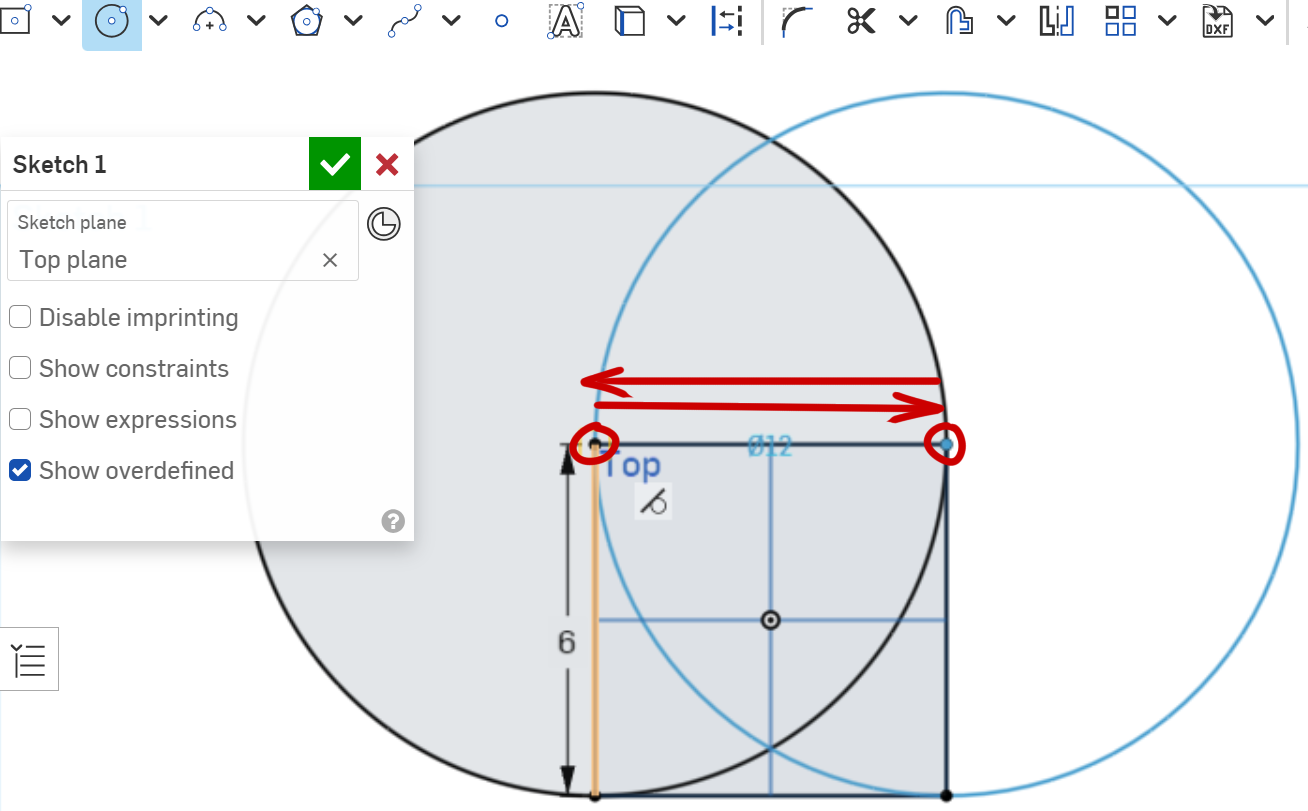 A
DXF
Sketch 1
Sketch plane
Top plane
Disable imprinting
Show constraints
Show expressions
Show overdefined
?
Ø12
Top
6